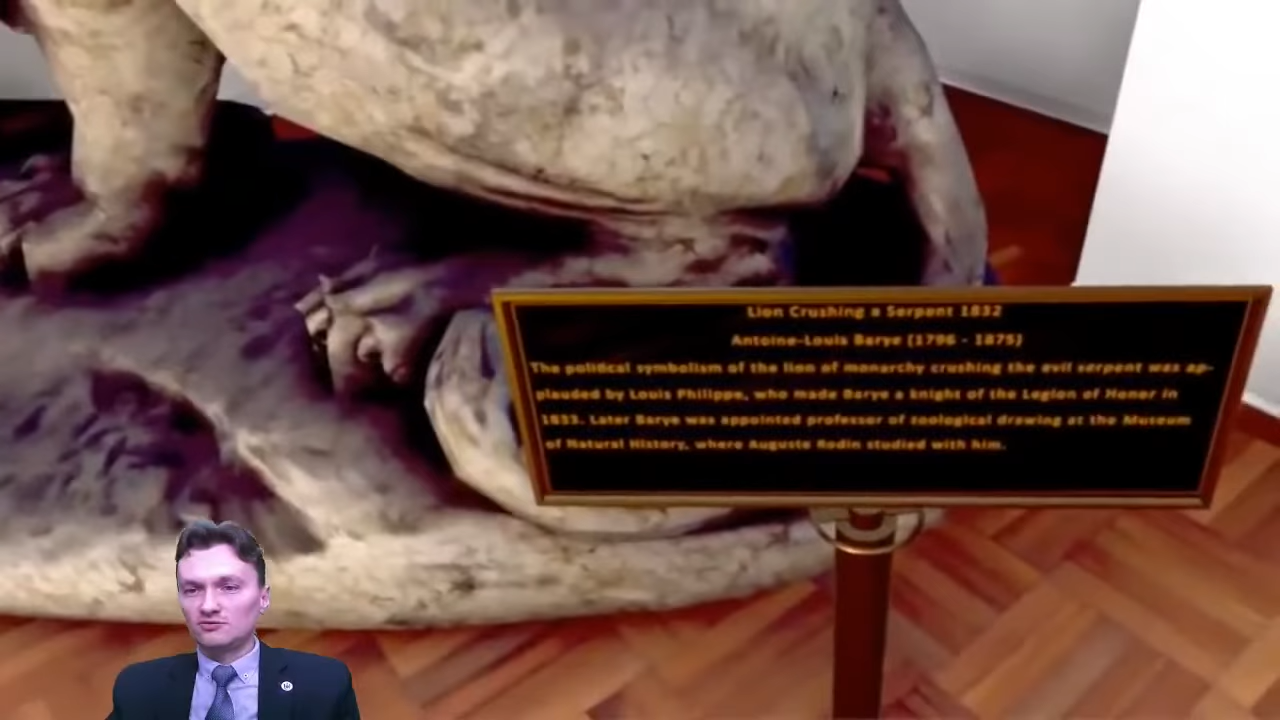 Lion Crushing a Serpent 1832
Antoine-Louis Barye (1796 - 1875)
The political symbolism of the lion of monarchy crushing the evil serpent was ap-
plauded by Louis Philippe, who made Barye a knight of the Legion of Honor in
1833. Later Barye was appointed professor of zoological drawing at the Museum
of Natural History, where Auguste Rodin studied with him.